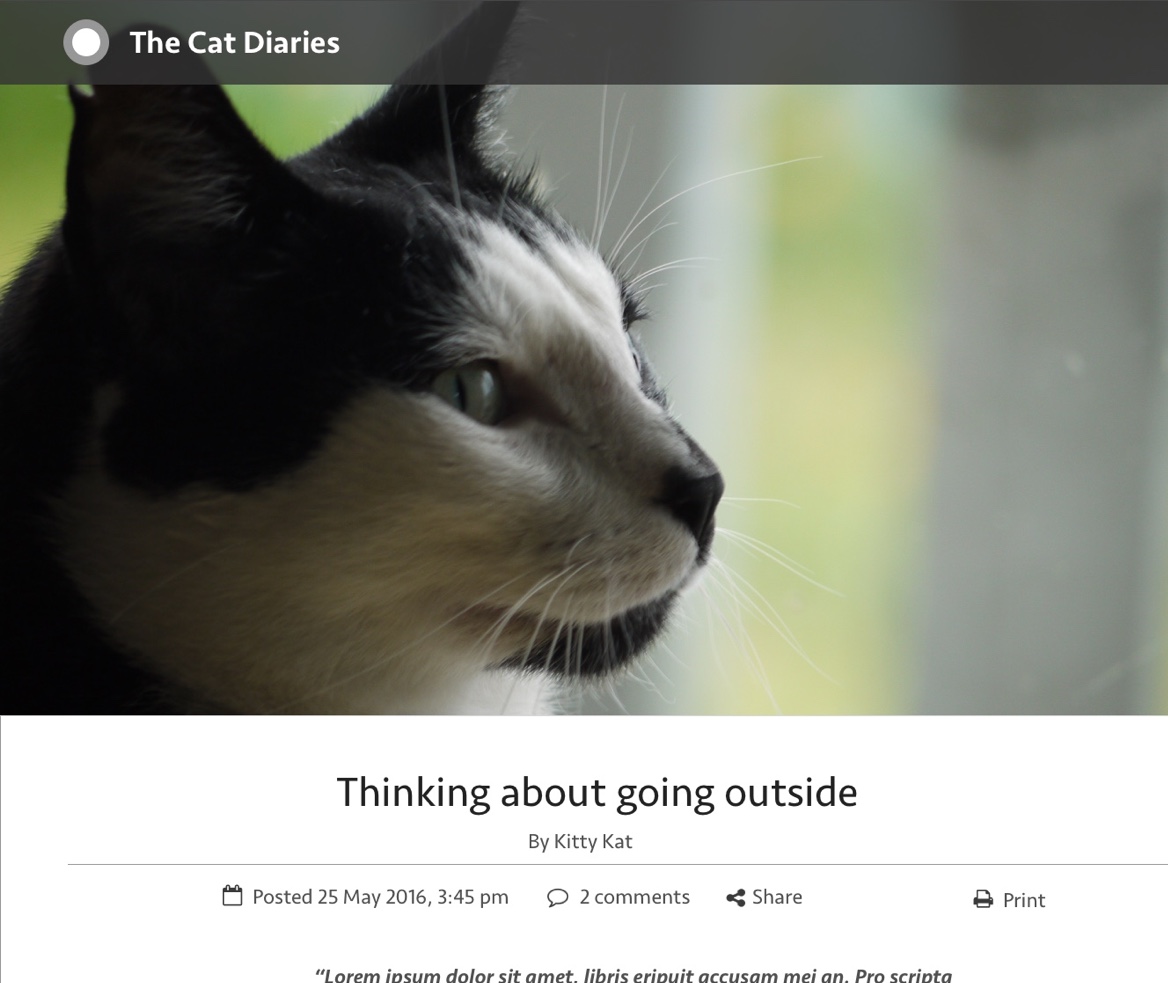 The Cat Diaries
Thinking about going outside
By Kitty Kat
Posted 25 May 2016, 3:45 pm 2 comments Share Print
“Lorem ipsum dolor sit amet, libris eripuit accusam mei an. Pro scripta